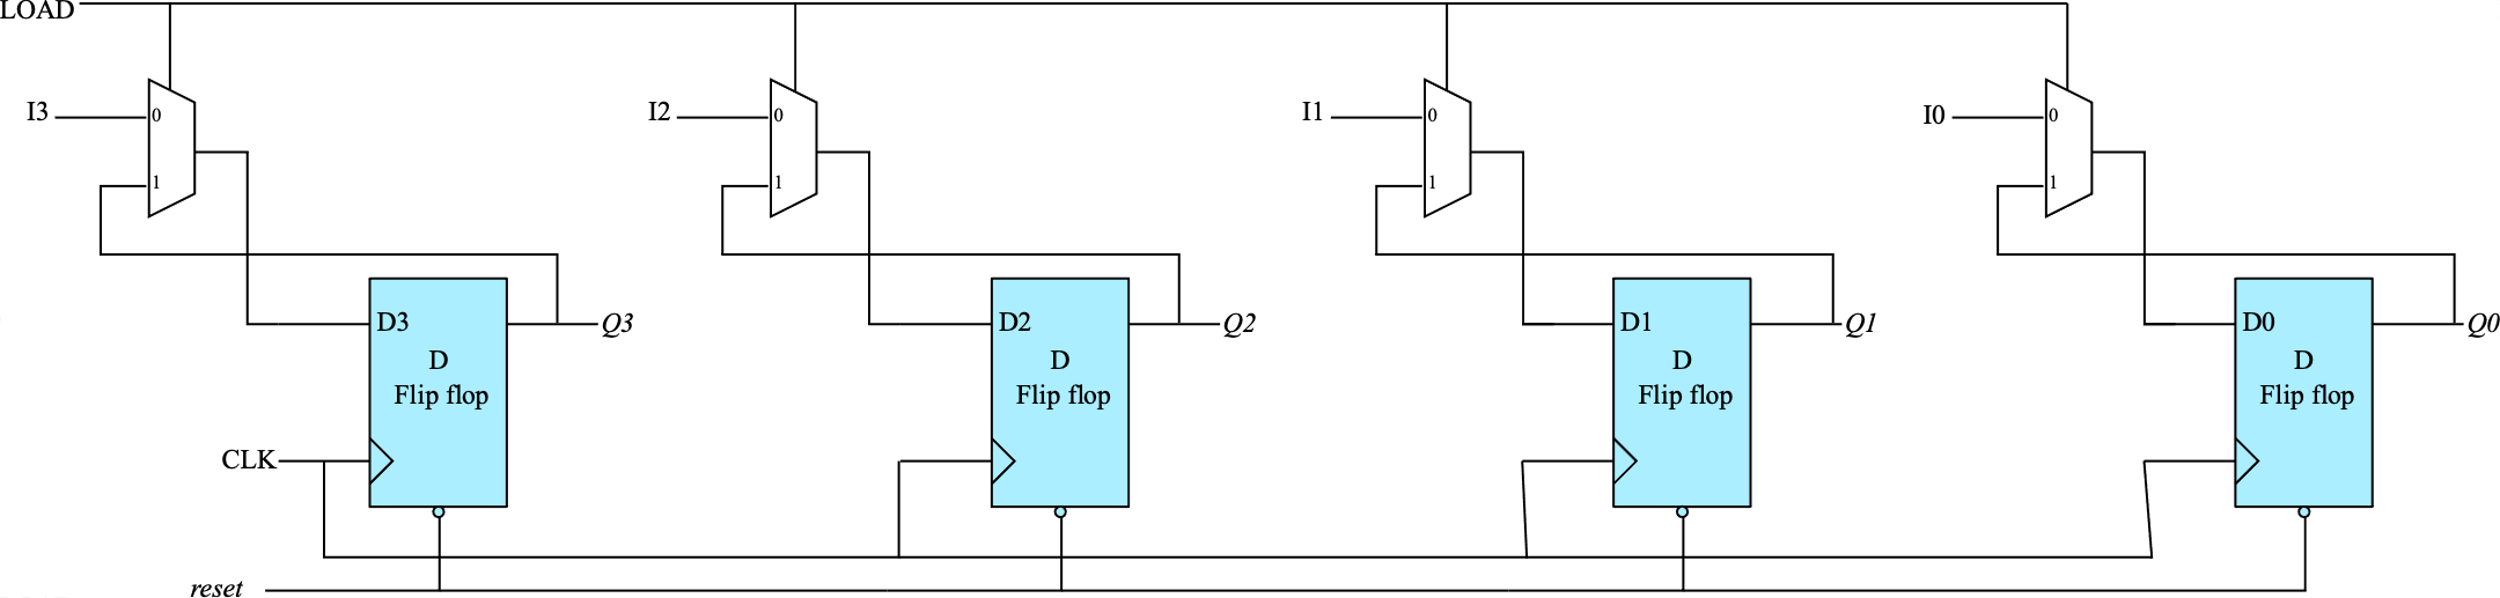 LOAD
I3
0
1
I2
0
1
I1
0
1
I0
0
1
D3
D
Flip flop
Q3
D2
D
Flip flop
Q2
D1
D
Flip flop
Q1
D0
D
Flip flop
Q0
CLK
reset